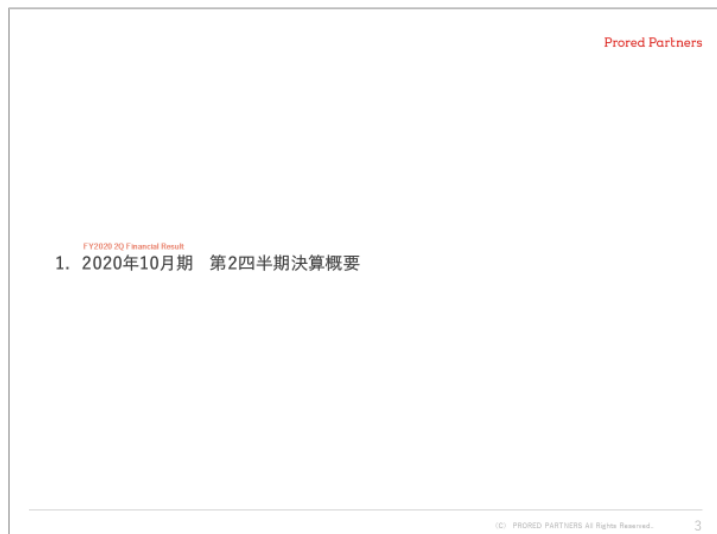 Prored Partners
FY2020 2Q Financial Result
1. 2020年10月期　第2四半期決算概要
(C) PRORED PARTNERS All Rights Reserved.
3